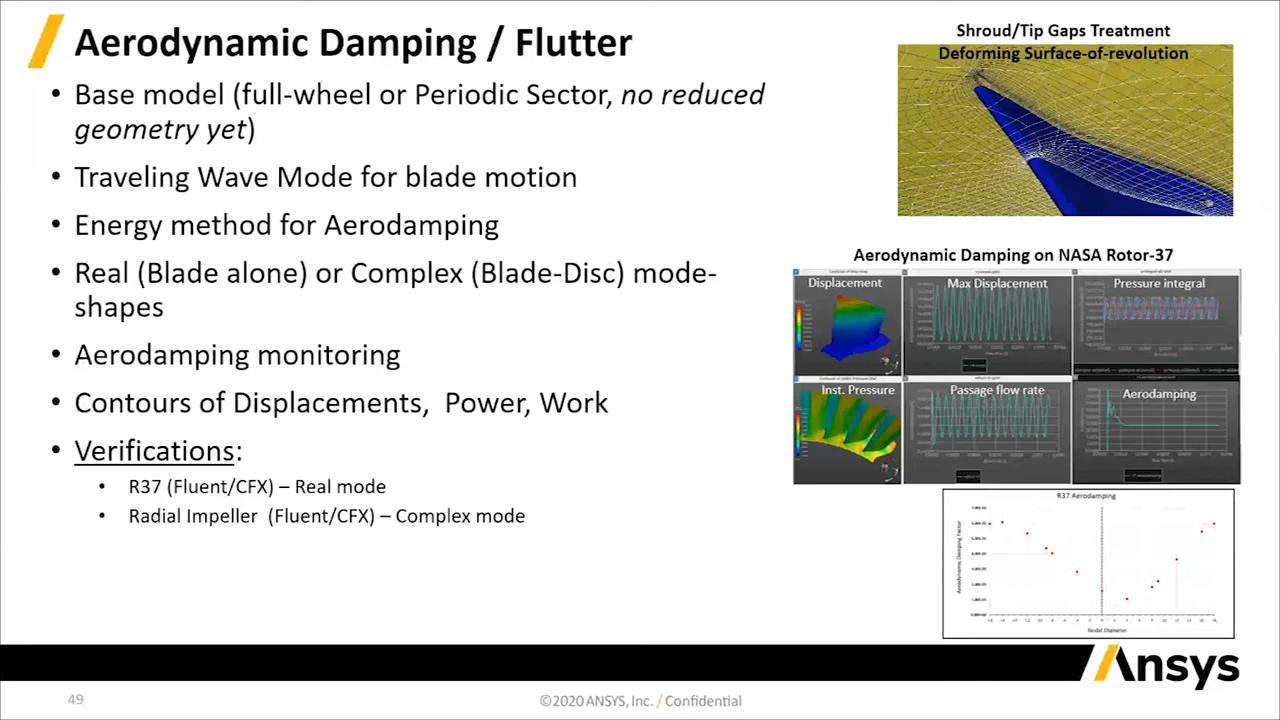 Aerodynamic Damping / Flutter
• Base model (full-wheel or Periodic Sector, no reduced
geometry yet)
• Traveling Wave Mode for blade motion
• Energy method for Aerodamping
• Real (Blade alone) or Complex (Blade-Disc) mode-
shapes
• Aerodamping monitoring
• Contours of Displacements, Power, Work
• Verifications:
• R37 (Fluent/CFX) – Real mode
• Radial Impeller (Fluent/CFX) – Complex mode
Shroud/Tip Gaps Treatment
Deforming Surface-of-revolution
Aerodynamic Damping on NASA Rotor-37
Displacement
Max Displacement
Pressure integral
Inst. Pressure
Passage flow rate
Aerodamping
R37 Aerodamping
Aerodynamic Damping Factor
Nodal Diameter
Ansys
49
©2020 ANSYS, Inc. / Confidential